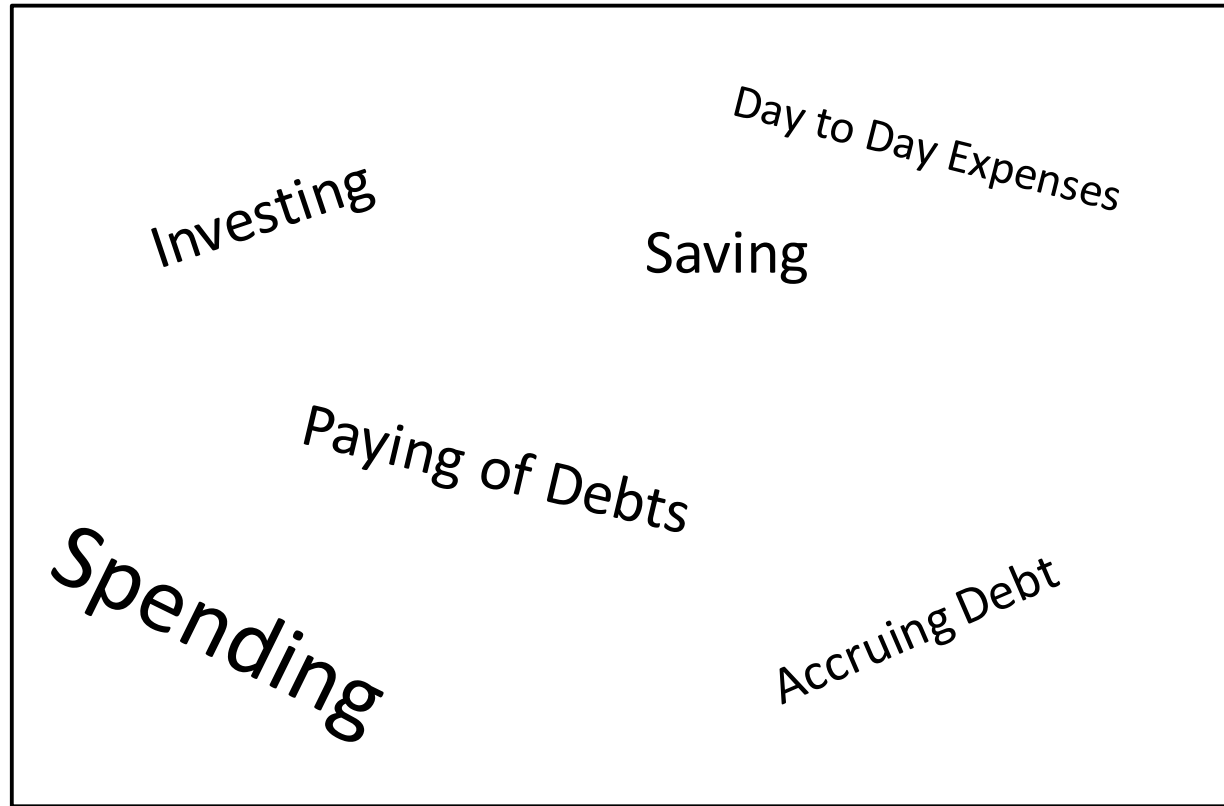 Day to Day Expenses
Investing
Saving
Paying of Debts
Spending
Accruing Debt